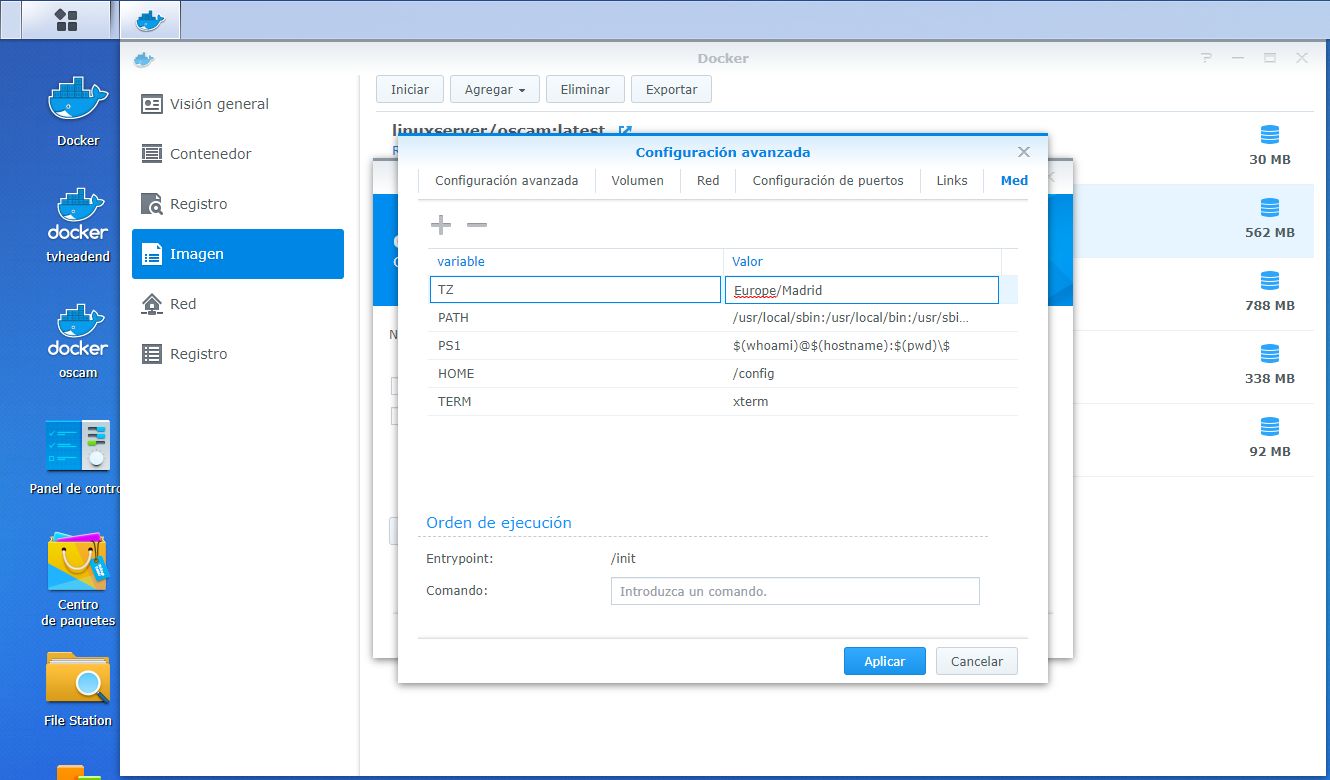 Docker
Docker
tvheadend
oscam
Panel de contro
Centro
de paquetes
File Station
docker
docker
Visión general
Contenedor
Registro
Imagen
Red
Registro
Iniciar
Agregar
Eliminar
Exportar
linuxserver/oscam:latest
30 MB
562 MB
788 MB
338 MB
92 MB
Configuración avanzada
Configuración avanzada
Volumen
Red
Configuración de puertos
Links
Med
variable
Valor
TZ
Europe/Madrid
PATH
/usr/local/sbin:/usr/local/bin:/usr/sbi...
PS1
$(whoami)@$(hostname):$(pwd)\$
HOME
/config
TERM
xterm
Orden de ejecución
Entrypoint:
/init
Comando:
Introduzca un comando.
Aplicar
Cancelar